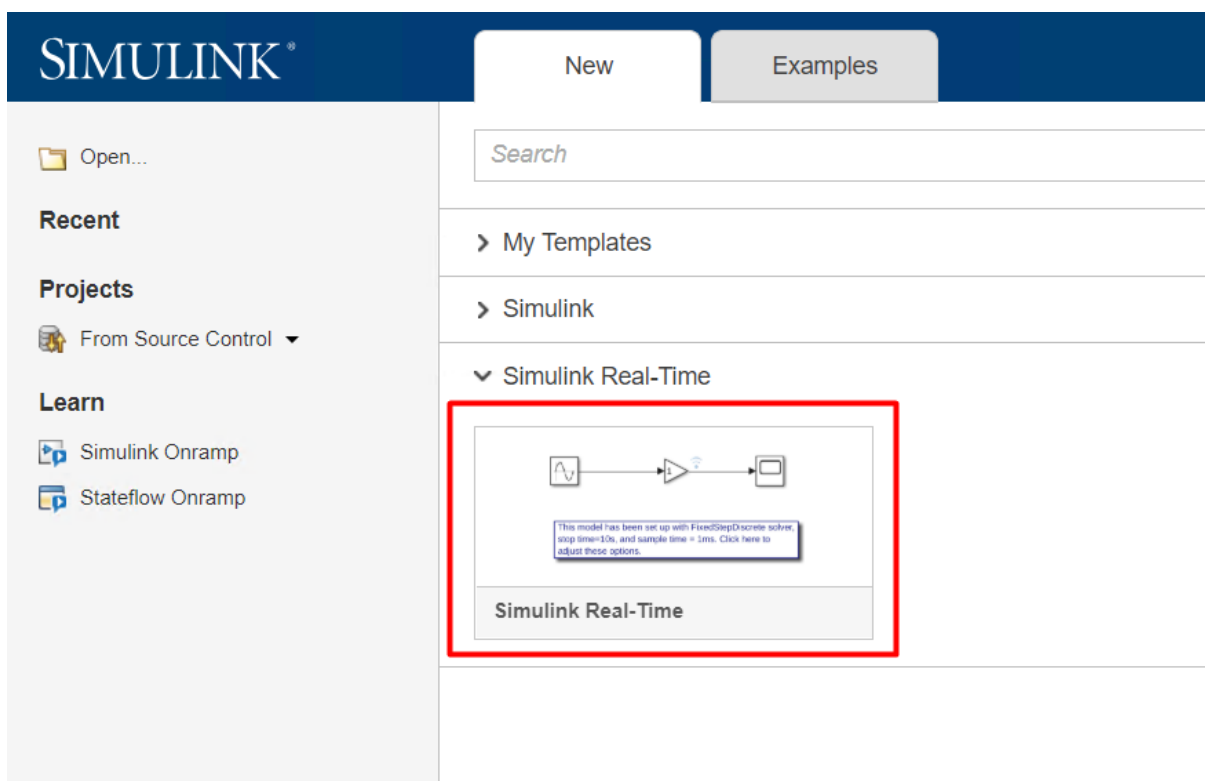 SIMULINK®
New
Examples
Open...
Search
Recent
My Templates
Projects
Simulink
From Source Control
Simulink Real-Time
Learn
Simulink Onramp
Stateflow Onramp
1
This model has been set up with FixedStepDiscrete solver,
stop time=10s, and sample time = 1ms. Click here to
adjust these options.
Simulink Real-Time